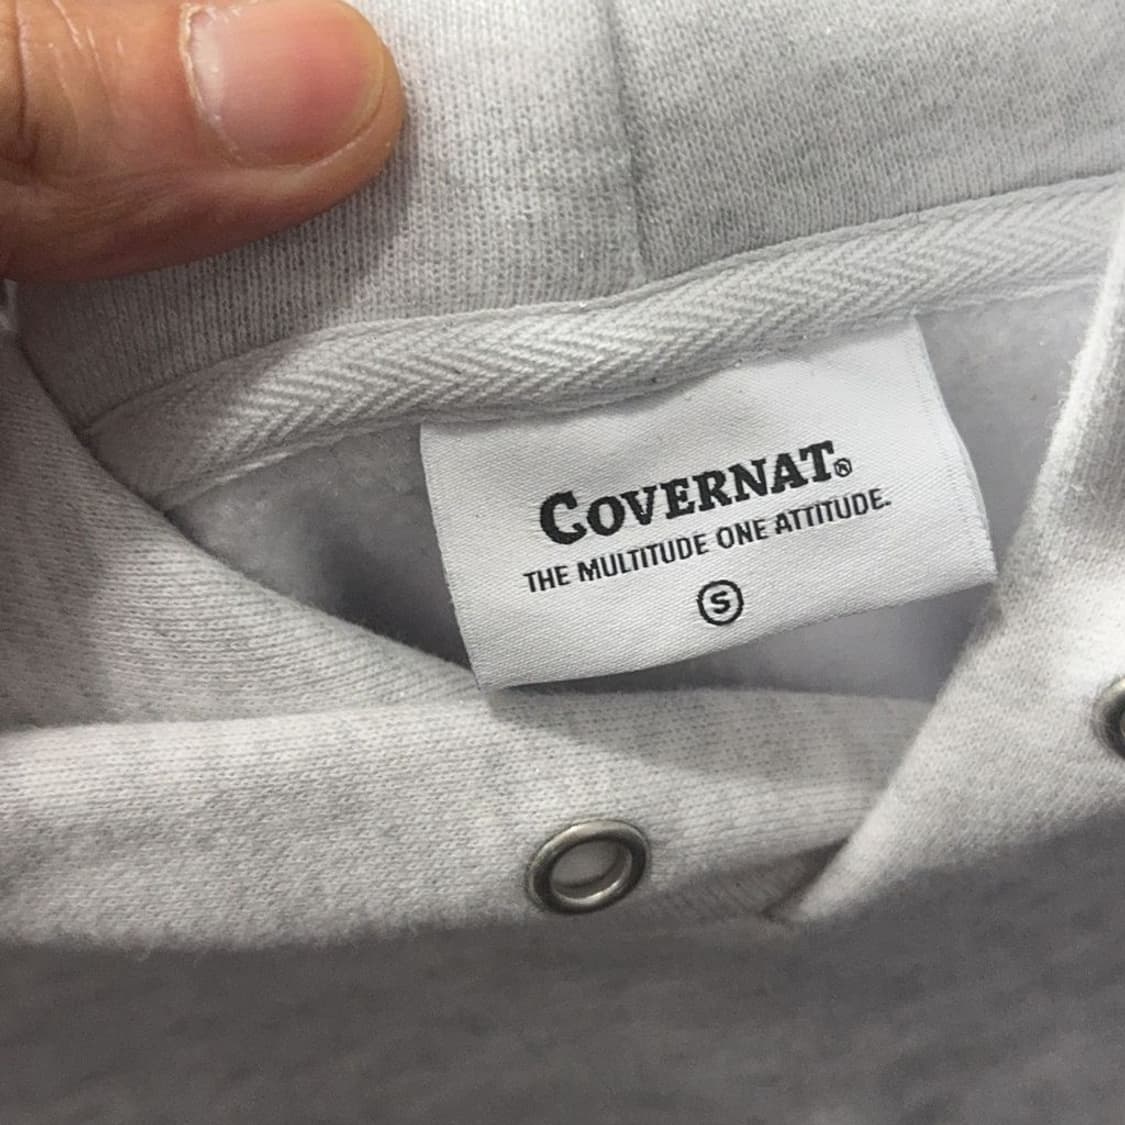 COVERNAT®
THE MULTITUDE ONE ATTITUDE.
S